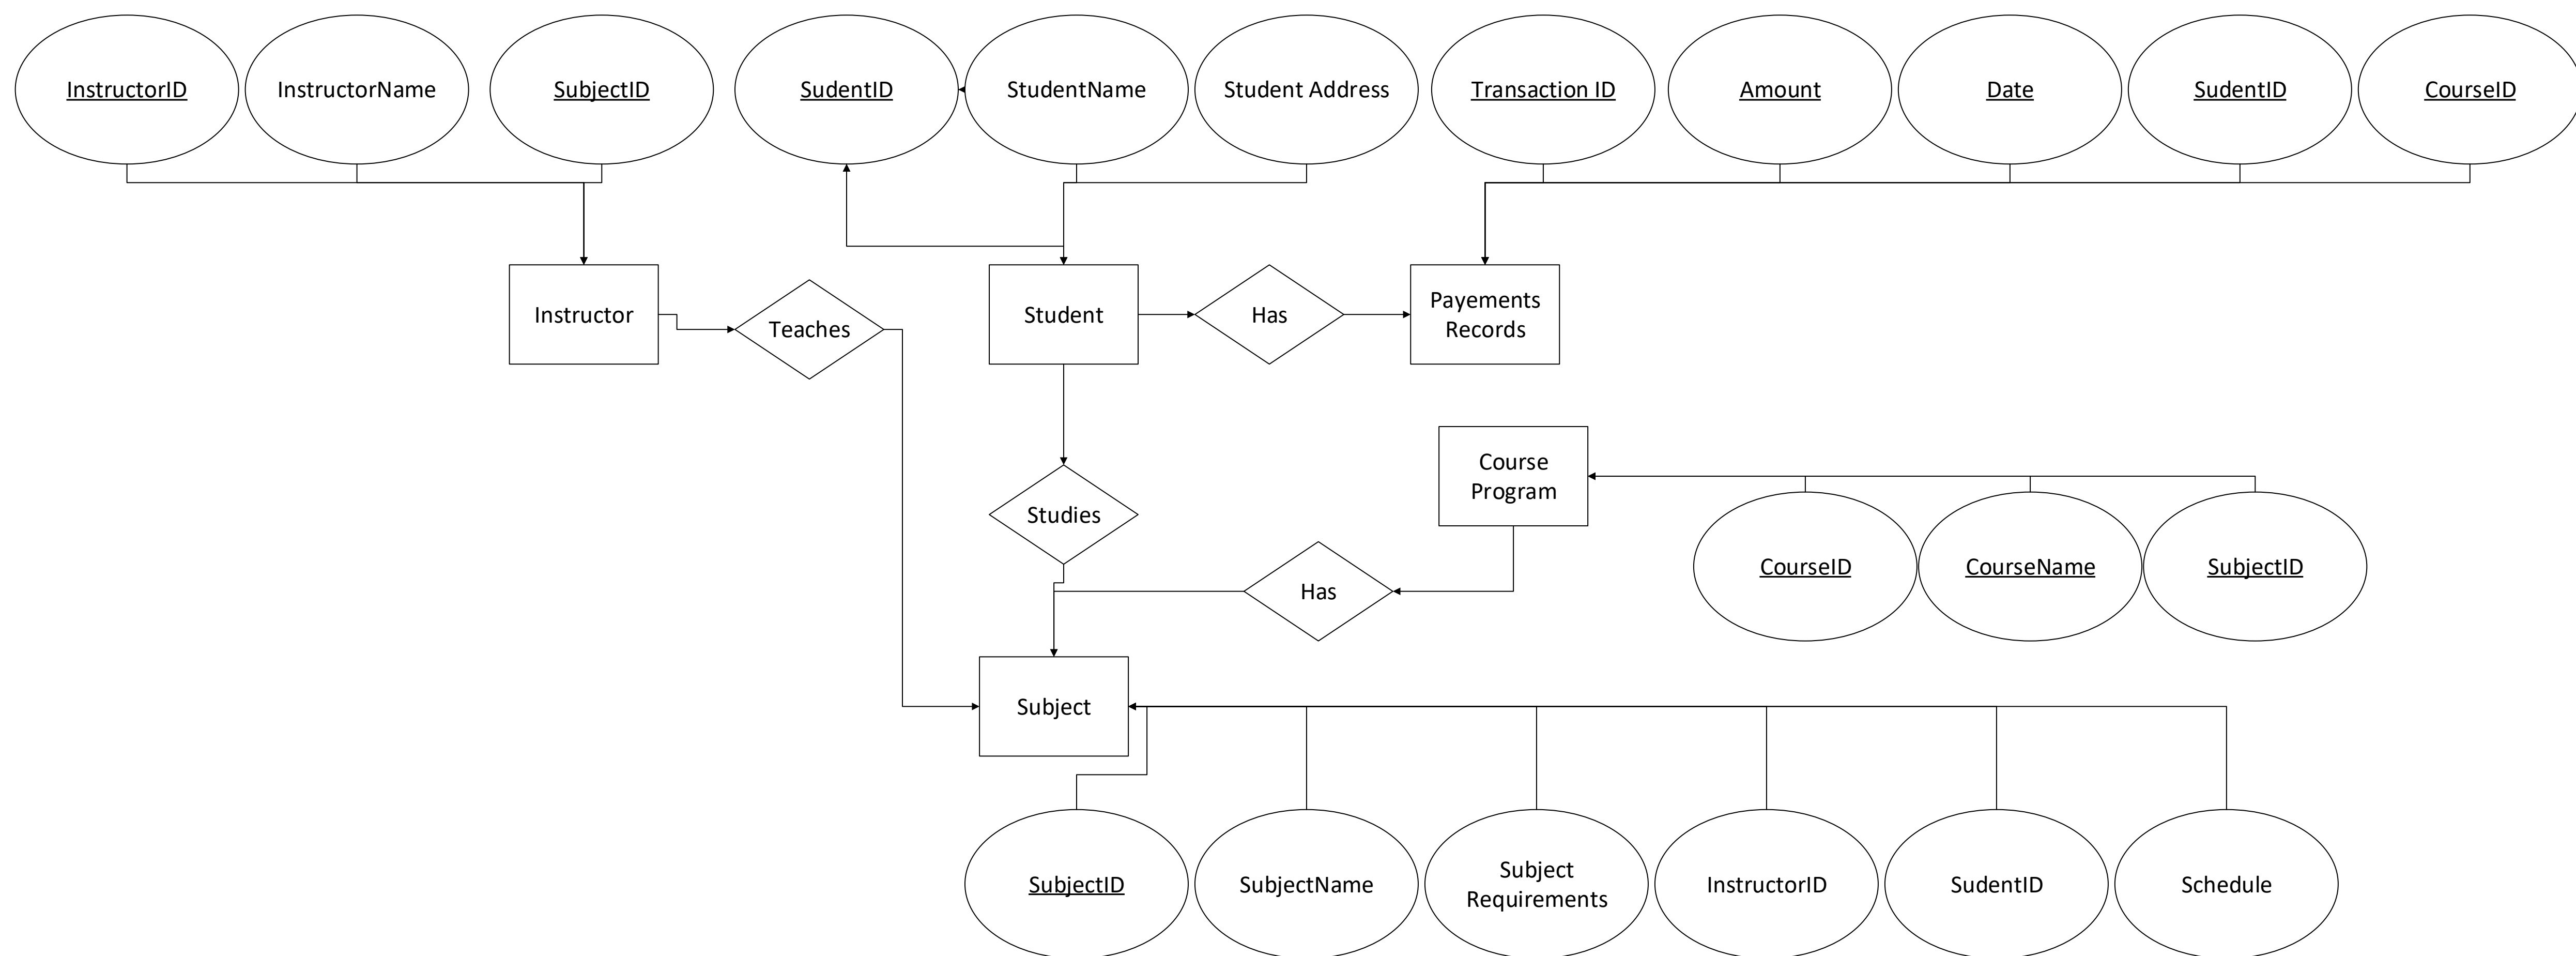 InstructorID
InstructorName
SubjectID
SudentID
StudentName
Student Address
Transaction ID
Amount
Date
SudentID
CourseID
Instructor
Teaches
Student
Has
Payements
Records
Course
Program
Studies
Has
CourseID
CourseName
SubjectID
Subject
SubjectID
SubjectName
Subject
Requirements
InstructorID
SudentID
Schedule